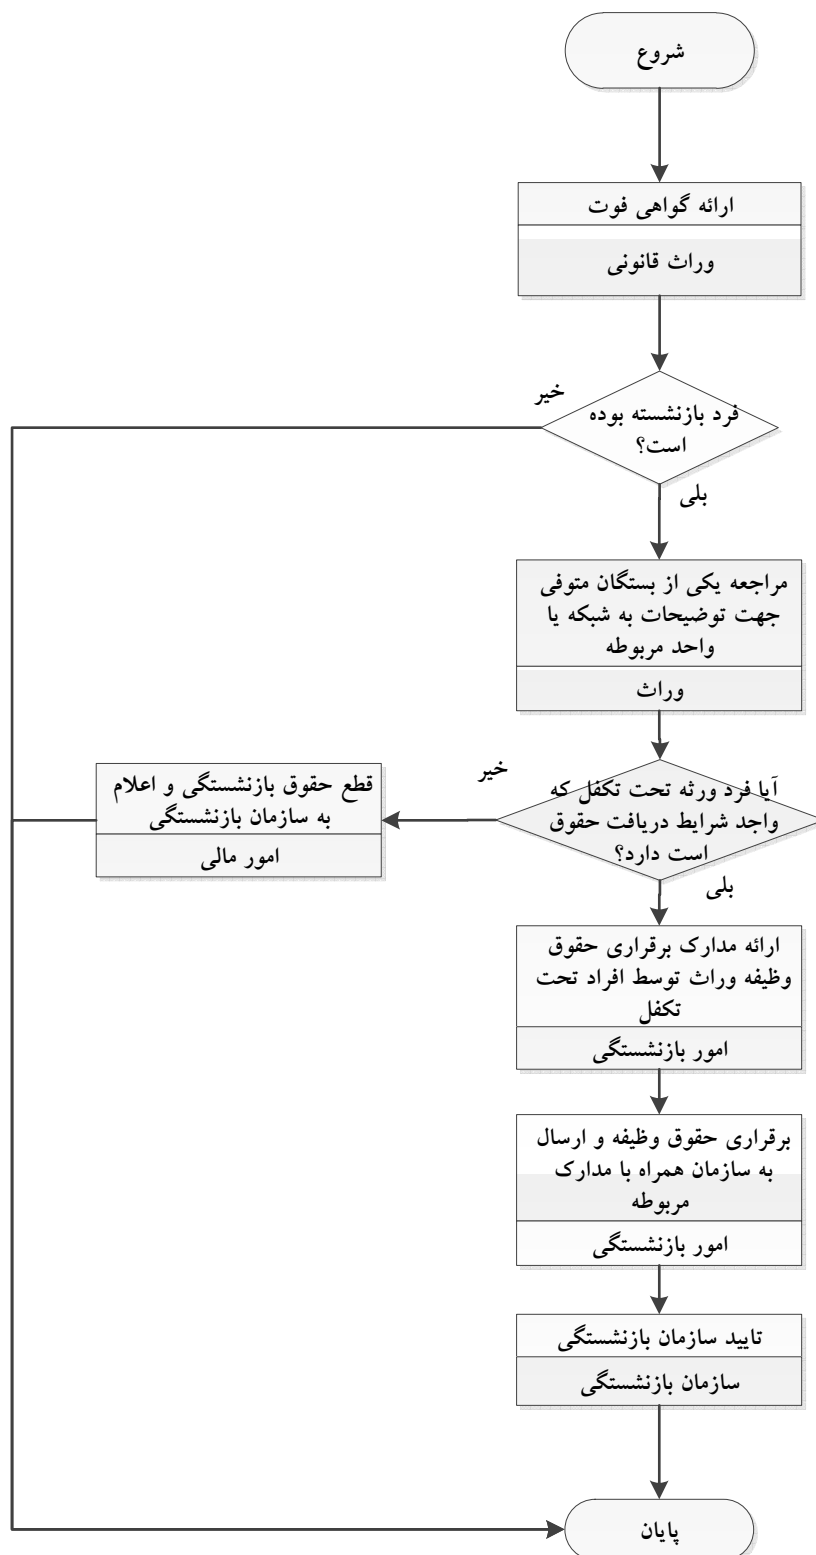 شروع
ارائه گواهی فوت
وراث قانونی
خیر
فرد بازنشسته بوده
است؟
بلی
مراجعه یکی از بستگان متوفی
جهت توضیحات به شبکه یا
واحد مربوطه
وراث
خیر
آیا فرد ورثه تحت تکفل که
واجد شرایط دریافت حقوق
است دارد؟
بلی
قطع حقوق بازنشستگی و اعلام
به سازمان بازنشستگی
امور مالی
ارائه مدارک برقراری حقوق
وظیفه وراث توسط افراد تحت
تکفل
امور بازنشستگی
برقراری حقوق وظیفه و ارسال
به سازمان همراه با مدارک
مربوطه
امور بازنشستگی
تایید سازمان بازنشستگی
سازمان بازنشستگی
پایان